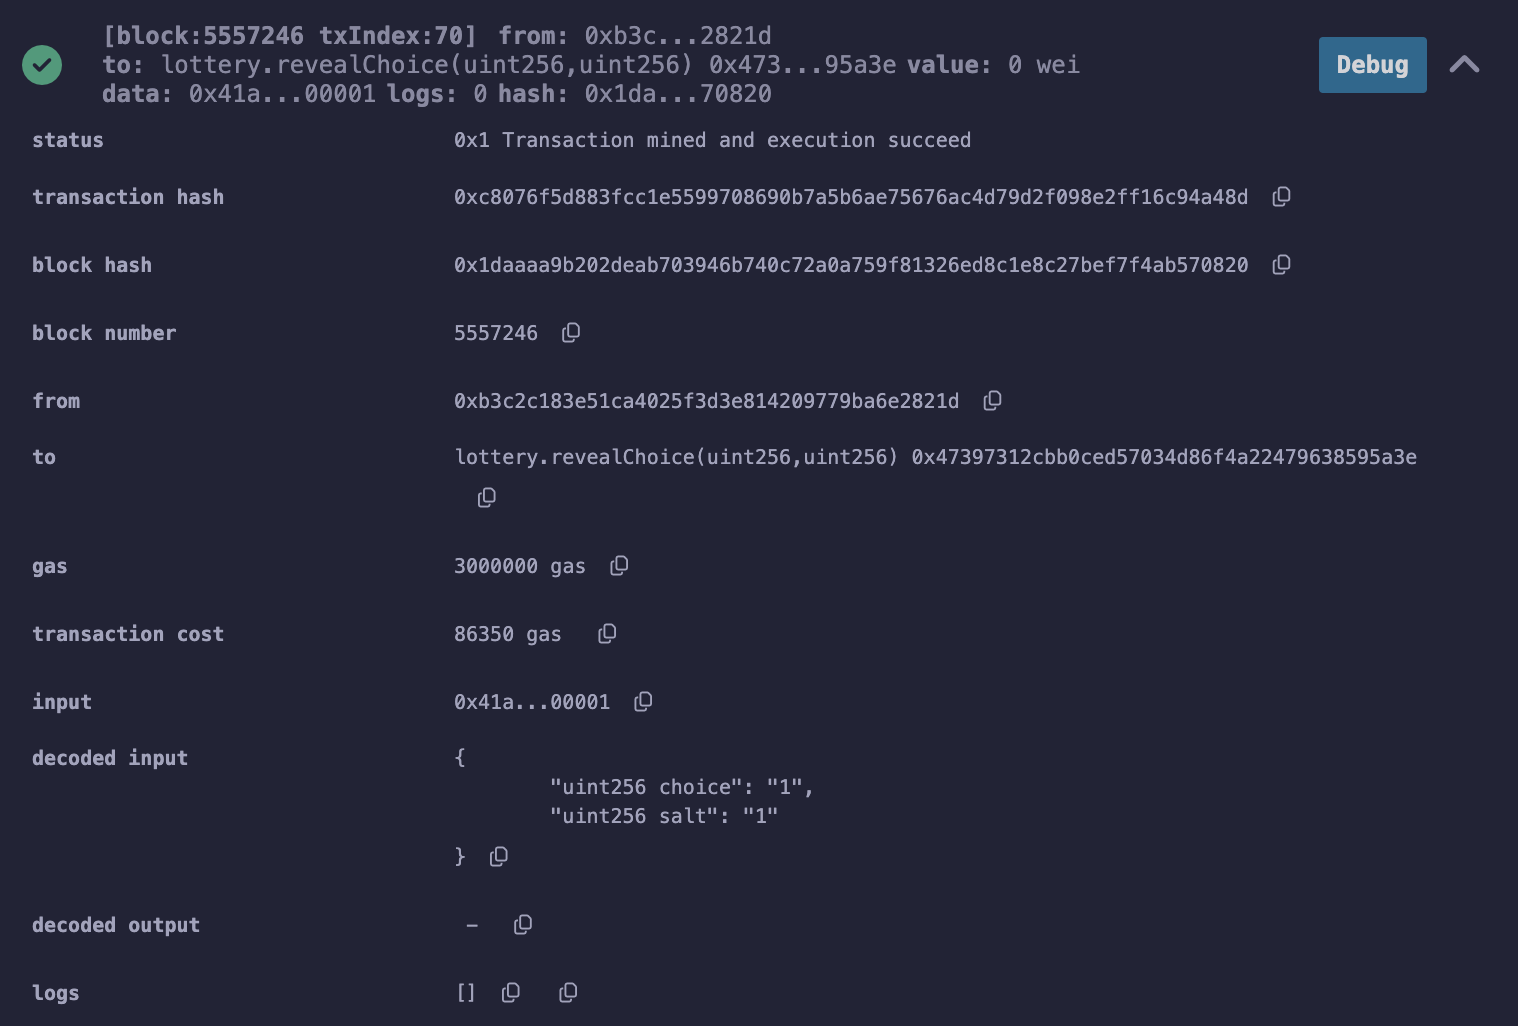 [block:5557246 txIndex:70] from: 0xb3c...2821d
to: lottery.revealChoice(uint256,uint256) 0x473...95a3e value: 0 wei
data: 0x41a...00001 logs: 0 hash: 0x1da...70820
Debug
status 0x1 Transaction mined and execution succeed
transaction hash 0xc8076f5d883fcc1e5599708690b7a5b6ae75676ac4d79d2f098e2ff16c94a48d
block hash 0x1daaaa9b202deab703946b740c72a0a759f81326ed8c1e8c27bef7f4ab570820
block number 5557246
from 0xb3c2c183e51ca4025f3d3e814209779ba6e2821d
to lottery.revealChoice(uint256,uint256) 0x47397312cbb0ced57034d86f4a22479638595a3e
gas 3000000 gas
transaction cost 86350 gas
input 0x41a...00001
decoded input {
"uint256 choice": "1",
"uint256 salt": "1"
}
decoded output –
logs []